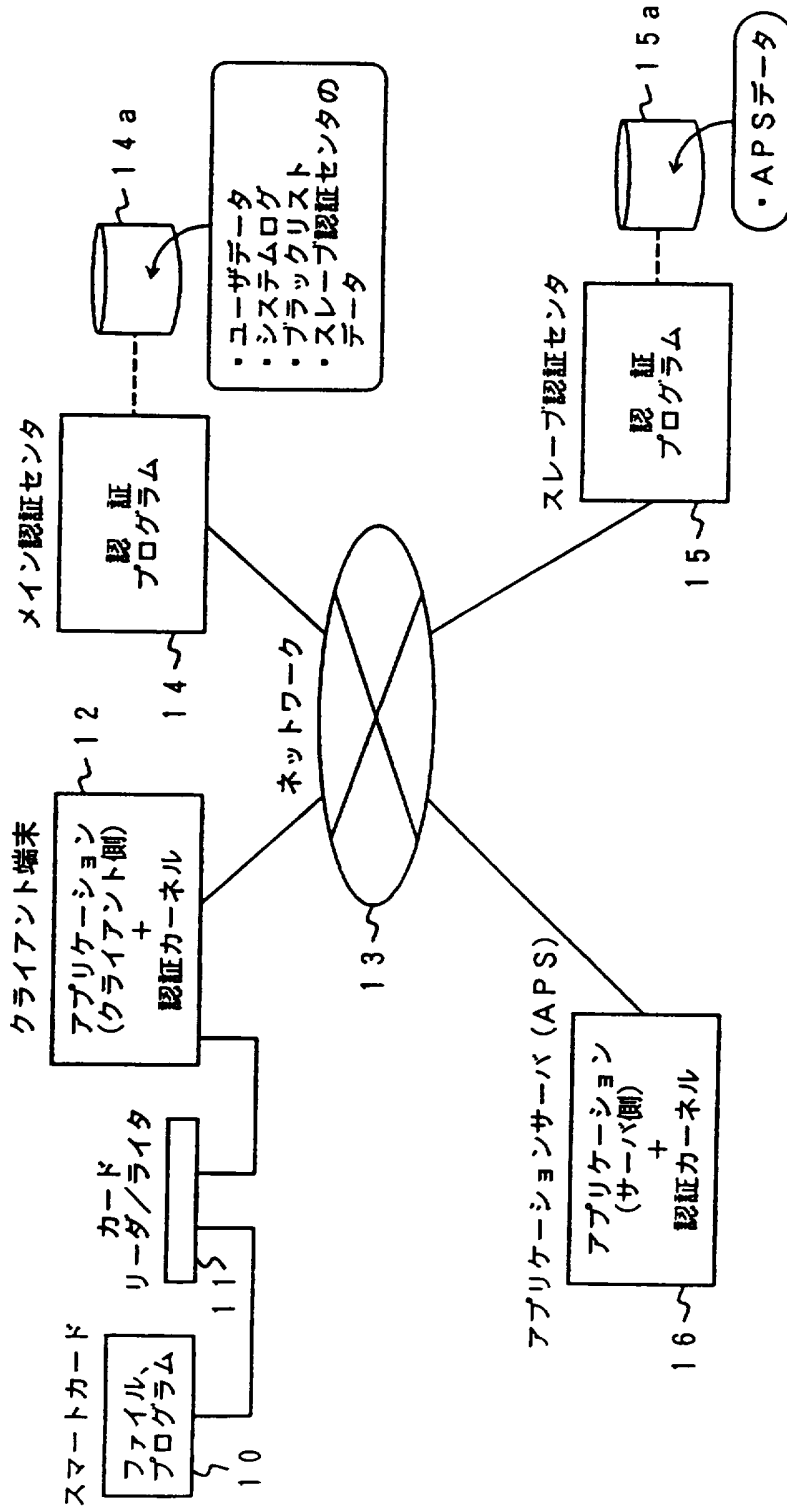 スマートカード
ファイル、
プログラム
10
カード
リーダ／ライタ
11
クライアント端末
アプリケーション
(クライアント側)
＋
認証カーネル
12
メイン認証センタ
認 証
プログラム
14
14a
・ユーザデータ
・システムログ
・ブラックリスト
・スレーブ認証センタの
データ
ネットワーク
13
アプリケーションサーバ(APS)
アプリケーション
(サーバ側)
＋
認証カーネル
16
スレーブ認証センタ
認 証
プログラム
15
15a
・APSデータ